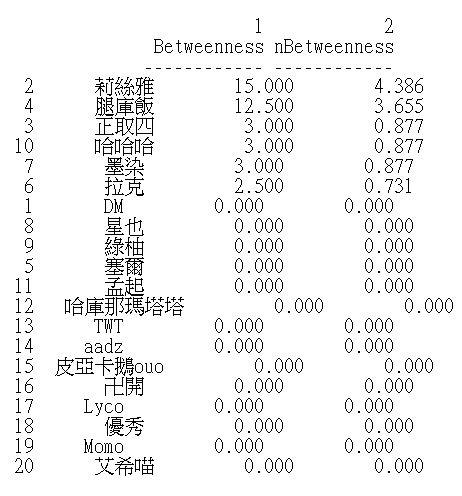 1 2
Betweenness nBetweenness
------------ ------------
2 莉絲雅 15.000 4.386
4 腿庫飯 12.500 3.655
3 正取四 3.000 0.877
10 哈哈哈 3.000 0.877
7 墨染 3.000 0.877
6 拉克 2.500 0.731
1 DM 0.000 0.000
8 星也 0.000 0.000
9 綠柚 0.000 0.000
5 塞爾 0.000 0.000
11 孟起 0.000 0.000
12 哈庫那瑪塔塔 0.000 0.000
13 TWT 0.000 0.000
14 aadz 0.000 0.000
15 皮亞卡鵝ouo 0.000 0.000
16 卍開 0.000 0.000
17 Lyco 0.000 0.000
18 優秀 0.000 0.000
19 Momo 0.000 0.000
20 艾希喵 0.000 0.000